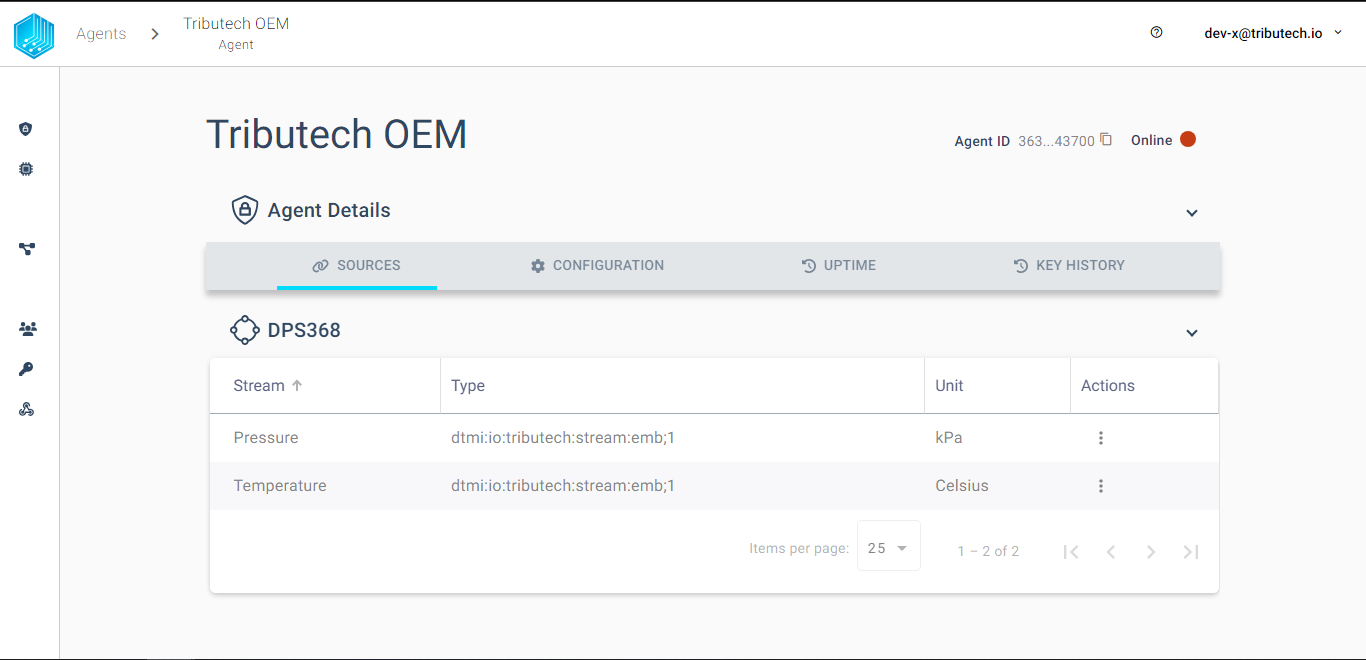 Agents
Tributech OEM
Agent
dev-x@tributech.io
Tributech OEM
Agent ID 363...43700 Online
Agent Details
SOURCES CONFIGURATION UPTIME KEY HISTORY
DPS368
Stream Type Unit Actions
Pressure dtmi:io:tributech:stream:emb;1 kPa
Temperature dtmi:io:tributech:stream:emb;1 Celsius
Items per page: 25 1 – 2 of 2